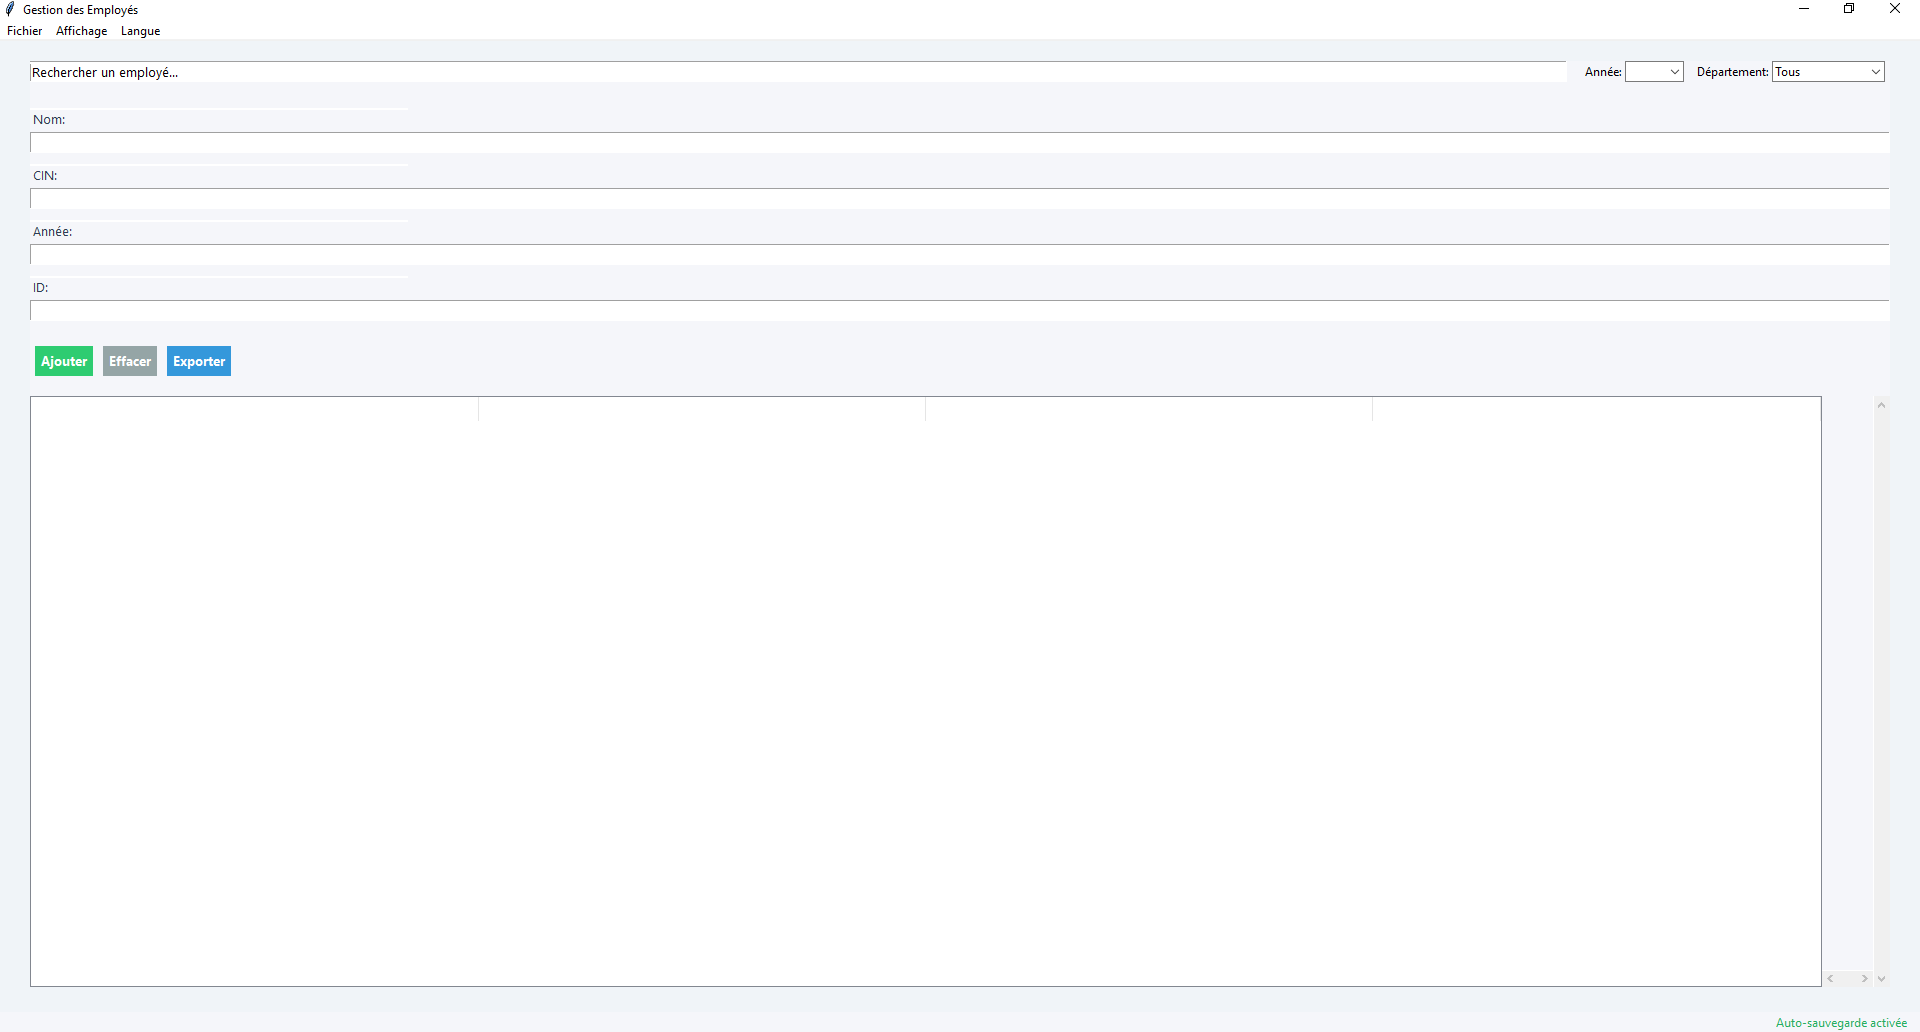 Gestion des Employés
Fichier Affichage Langue
Rechercher un employé... Année: Département: Tous
Nom:
CIN:
Année:
ID:
Ajouter Effacer Exporter
Auto-sauvegarde activée